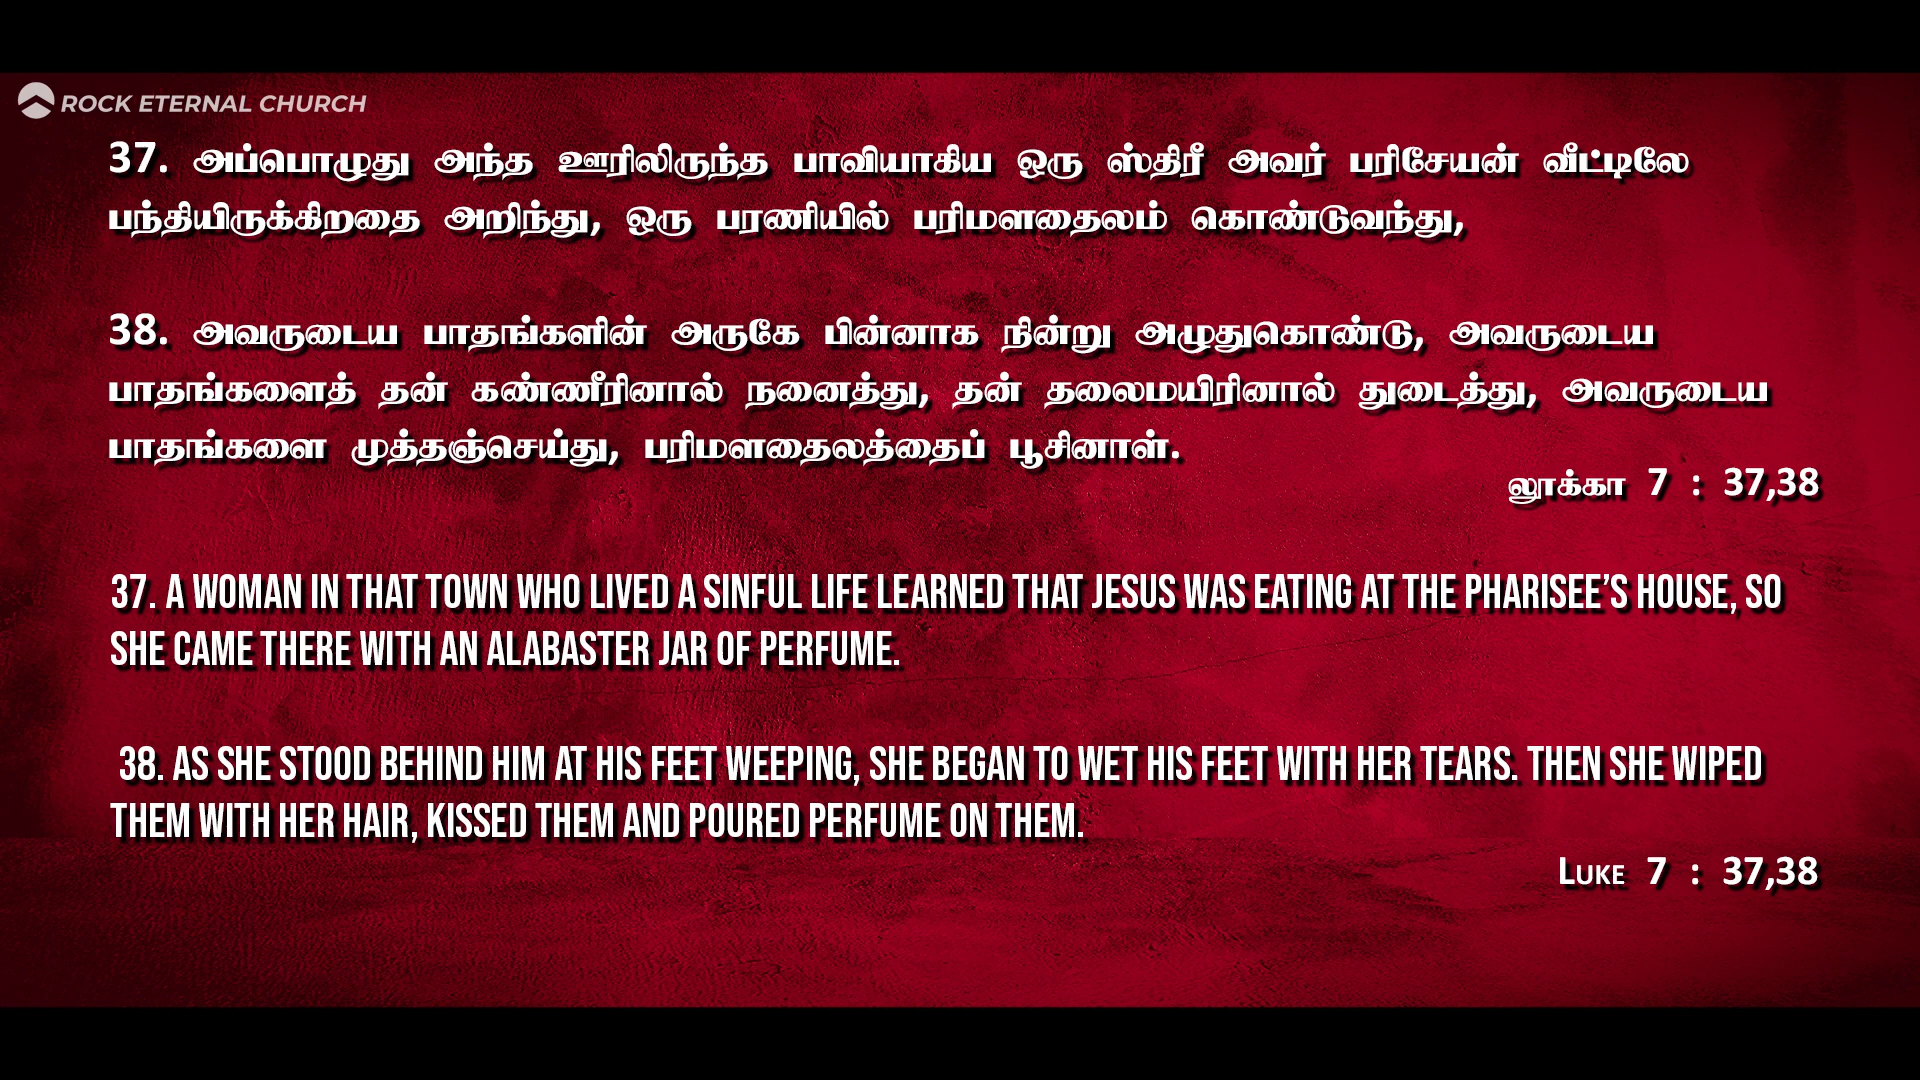 ROCK ETERNAL CHURCH
37. அப்பொழுது அந்த ஊரிலிருந்த பாவியாகிய ஒரு ஸ்திரீ அவர் பரிசேயன் வீட்டிலே
பந்தியிருக்கிறதை அறிந்து, ஒரு பரணியில் பரிமளதைலம் கொண்டுவந்து,
38. அவருடைய பாதங்களின் அருகே பின்னாக நின்று அழுதுகொண்டு, அவருடைய
பாதங்களைத் தன் கண்ணீரினால் நனைத்து, தன் தலைமயிரினால் துடைத்து, அவருடைய
பாதங்களை முத்தஞ்செய்து, பரிமளதைலத்தைப் பூசினாள்.
லூக்கா 7 : 37,38
37. A WOMAN IN THAT TOWN WHO LIVED A SINFUL LIFE LEARNED THAT JESUS WAS EATING AT THE PHARISEE’S HOUSE, SO
SHE CAME THERE WITH AN ALABASTER JAR OF PERFUME.
38. AS SHE STOOD BEHIND HIM AT HIS FEET WEEPING, SHE BEGAN TO WET HIS FEET WITH HER TEARS. THEN SHE WIPED
THEM WITH HER HAIR, KISSED THEM AND POURED PERFUME ON THEM.
LUKE 7 : 37,38